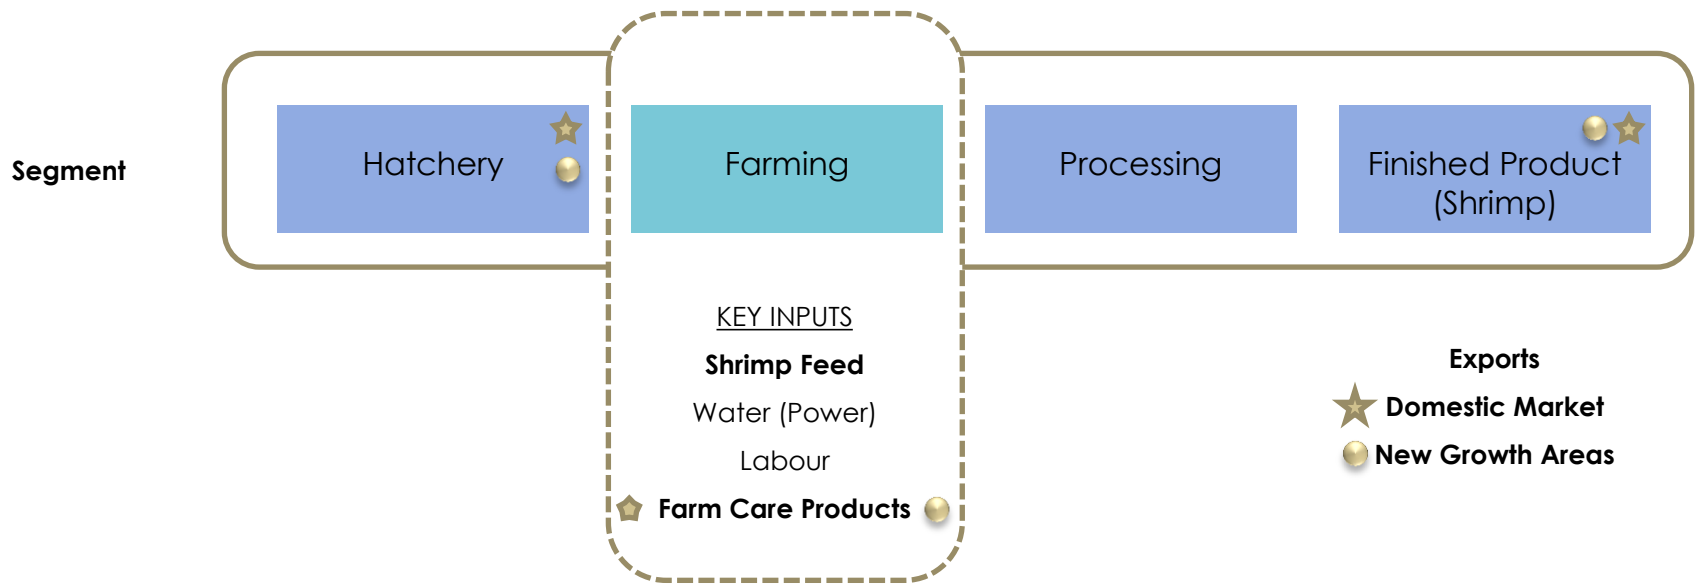 Segment
Hatchery
Farming
Processing
Finished Product
(Shrimp)
KEY INPUTS
Shrimp Feed
Water (Power)
Labour
Farm Care Products
Exports
Domestic Market
New Growth Areas